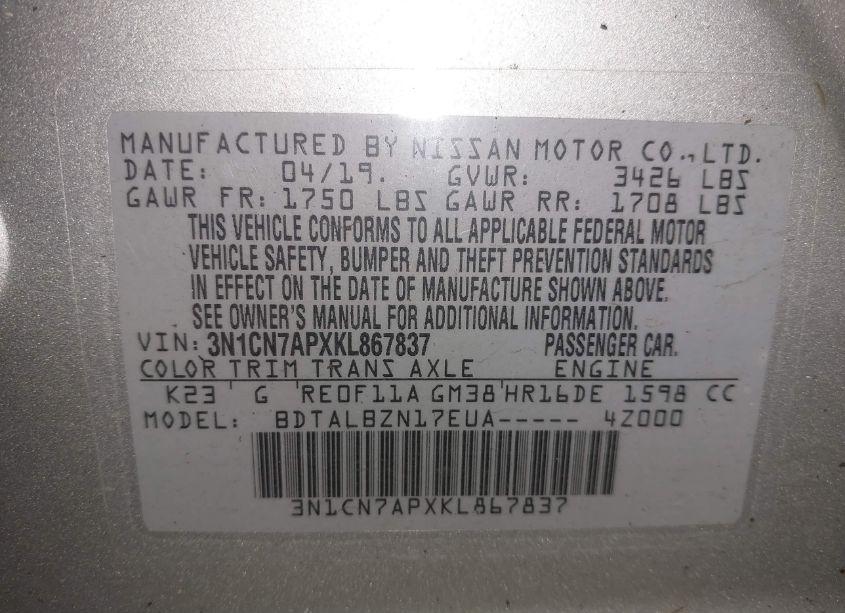 MANUFACTURED BY NISSAN MOTOR CO., LTD.
DATE: 04/19. GVWR: 3426 LBS
GAWR FR: 1750 LBS GAWR RR: 1708 LBS
THIS VEHICLE CONFORMS TO ALL APPLICABLE FEDERAL MOTOR
VEHICLE SAFETY, BUMPER AND THEFT PREVENTION STANDARDS
IN EFFECT ON THE DATE OF MANUFACTURE SHOWN ABOVE.
SEE OWNER'S MANUAL FOR ADDITIONAL INFORMATION.
VIN: 3N1CN7APXKL867837 PASSENGER CAR.
COLOR TRIM TRANS AXLE ENGINE
K23 G RE0F11A GM38 HR16DE 1598 CC
MODEL: BDTALBZN17EUA----- 4Z000
3N1CN7APXKL867837